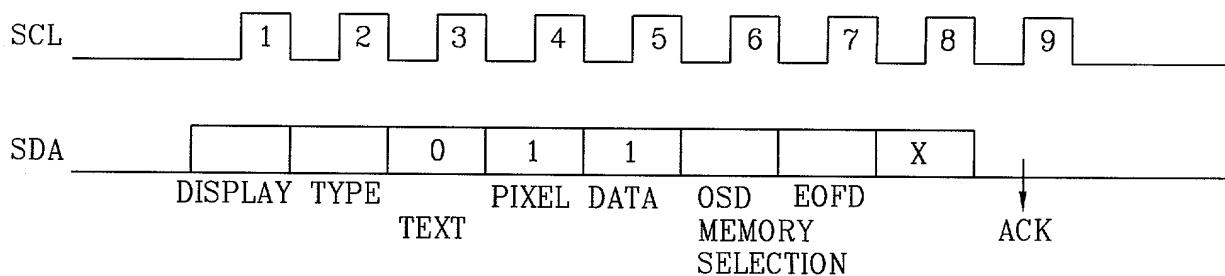 SCL 1 2 3 4 5 6 7 8 9
SDA 0 1 1 X
DISPLAY TYPE PIXEL DATA OSD EOFD
TEXT MEMORY ACK
SELECTION